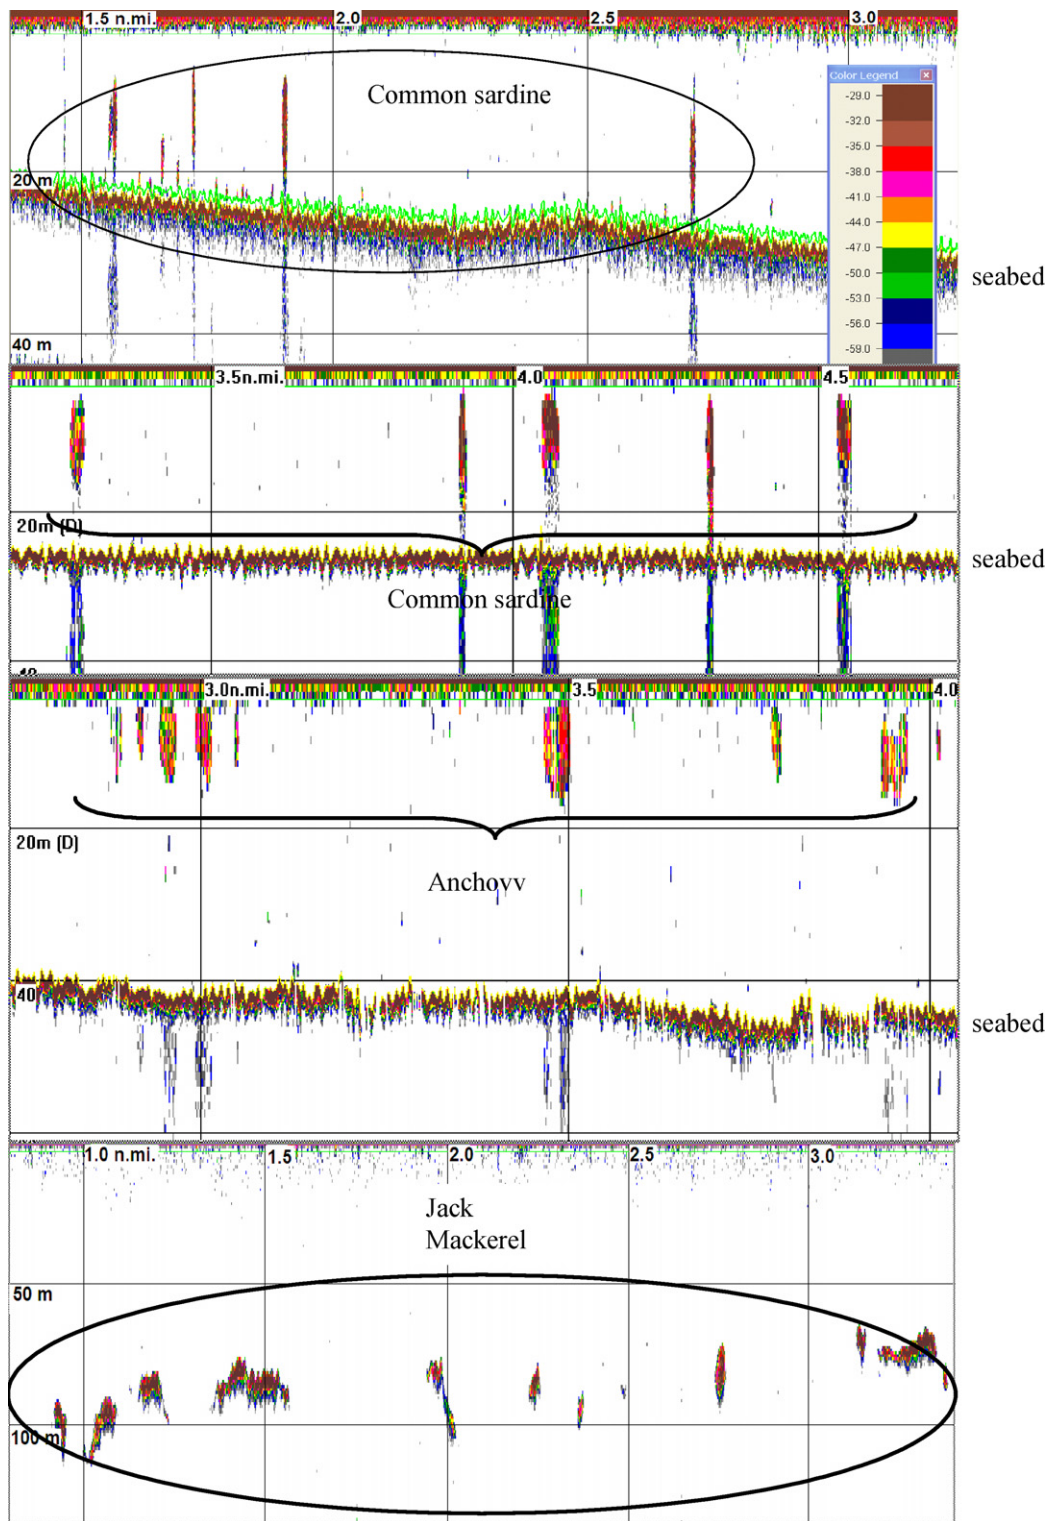 1.5 n.mi.
2.0
2.5
3.0
Common sardine
Color Legend
-29.0
-32.0
-35.0
-38.0
-41.0
-44.0
-47.0
-50.0
-53.0
-56.0
-59.0
20 m
seabed
40 m
3.5n.mi.
4.0
4.5
20m (D)
seabed
Common sardine
3.0n.mi.
3.5
4.0
20m (D)
Anchovv
40
seabed
1.0 n.mi.
1.5
2.0
2.5
3.0
Jack
Mackerel
50 m
100 m